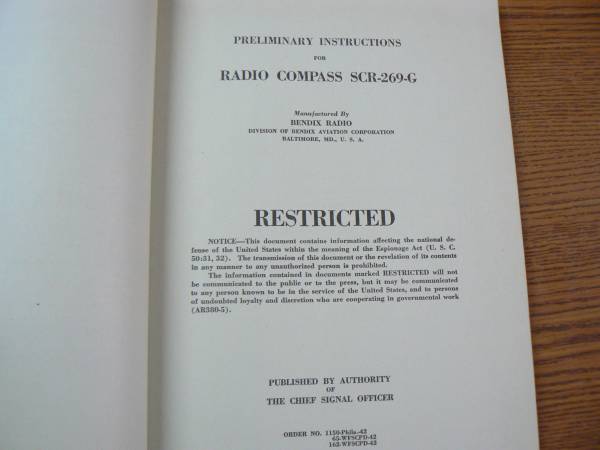 PRELIMINARY INSTRUCTIONS
FOR
RADIO COMPASS SCR-269-G
Manufactured By
BENDIX RADIO
DIVISION OF BENDIX AVIATION CORPORATION
BALTIMORE, MD., U. S. A.
RESTRICTED
NOTICE—This document contains information affecting the national de-
fense of the United States within the meaning of the Espionage Act (U. S. C.
50:31, 32). The transmission of this document or the revelation of its contents
in any manner to any unauthorized person is prohibited.
The information contained in documents marked RESTRICTED will not
be communicated to the public or to the press, but it may be communicated
to any person known to be in the service of the United States, and to persons
of undoubted loyalty and discretion who are cooperating in governmental work
(AR380-5).
PUBLISHED BY AUTHORITY
OF
THE CHIEF SIGNAL OFFICER
ORDER NO. 1150-Phila.-42
65-WFSCPD-42
162-WFSCPD-42